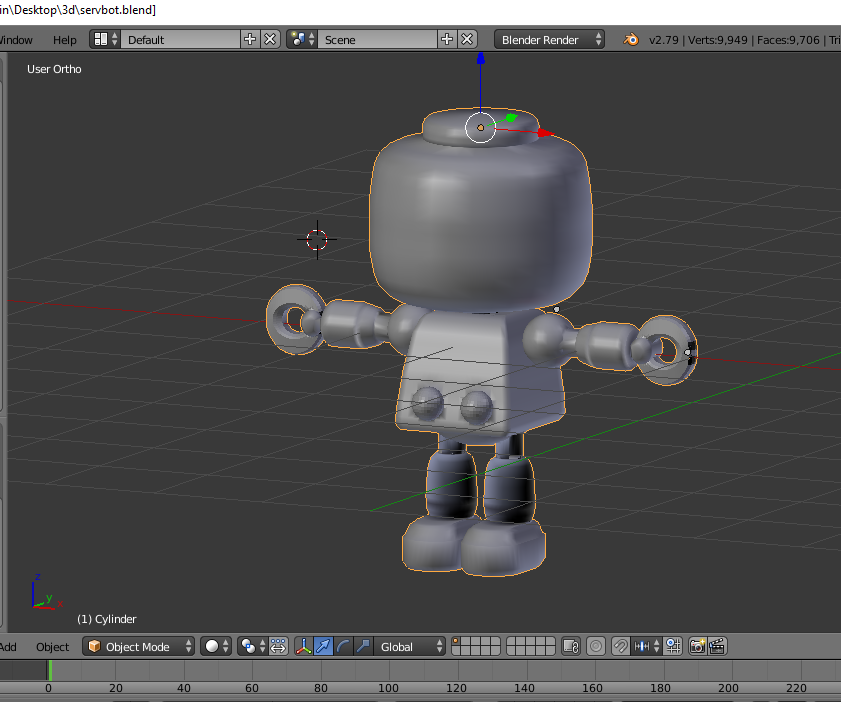 in\Desktop\3d\servbot.blend]
Window Help Default Scene Blender Render v2.79 | Verts:9,949 | Faces:9,706 | Tri
User Ortho
z
y
x
(1) Cylinder
Add Object Object Mode Global
0 20 40 60 80 100 120 140 160 180 200 220